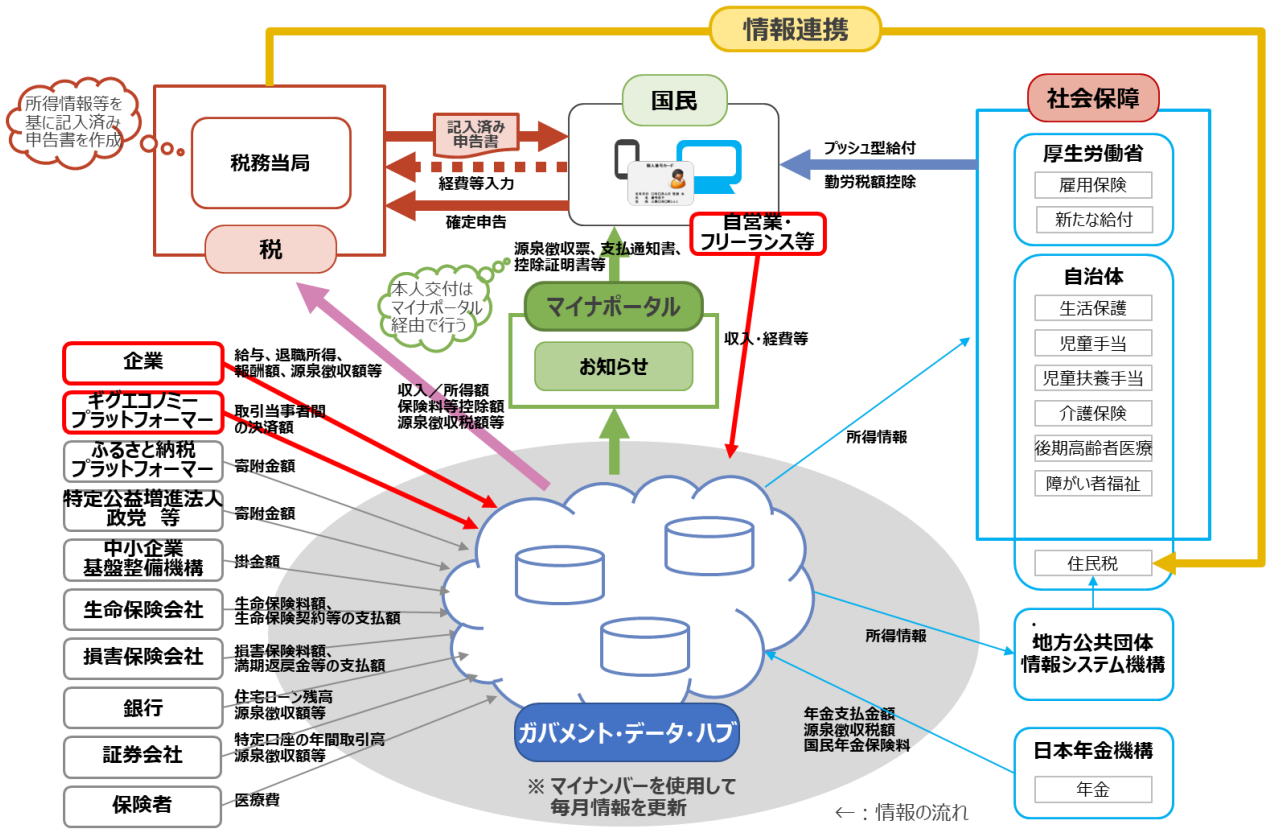 情報連携
所得情報等を
基に記入済み
申告書を作成
税務当局
税
記入済み
申告書
経費等入力
確定申告
国民
個人番号カード
プッシュ型給付
勤労税額控除
社会保障
厚生労働省
雇用保険
新たな給付
自治体
生活保護
児童手当
児童扶養手当
介護保険
後期高齢者医療
障がい者福祉
住民税
自営業・
フリーランス等
源泉徴収票、支払通知書、
控除証明書等
本人交付は
マイナポータル
経由で行う
マイナポータル
お知らせ
収入・経費等
企業
給与、退職所得、
報酬額、源泉徴収額等
ギグエコノミー
プラットフォーマー
取引当事者間
の決済額
収入／所得額
保険料等控除額
源泉徴収税額等
ふるさと納税
プラットフォーマー
寄附金額
特定公益増進法人
政党 等
寄附金額
中小企業
基盤整備機構
掛金額
生命保険会社
生命保険料額、
生命保険契約等の支払額
損害保険会社
損害保険料額、
満期返戻金等の支払額
銀行
住宅ローン残高
源泉徴収額等
証券会社
特定口座の年間取引高
源泉徴収額等
保険者
医療費
所得情報
所得情報
・
地方公共団体
情報システム機構
ガバメント・データ・ハブ
※ マイナンバーを使用して
毎月情報を更新
年金支払金額
源泉徴収税額
国民年金保険料
日本年金機構
年金
←：情報の流れ